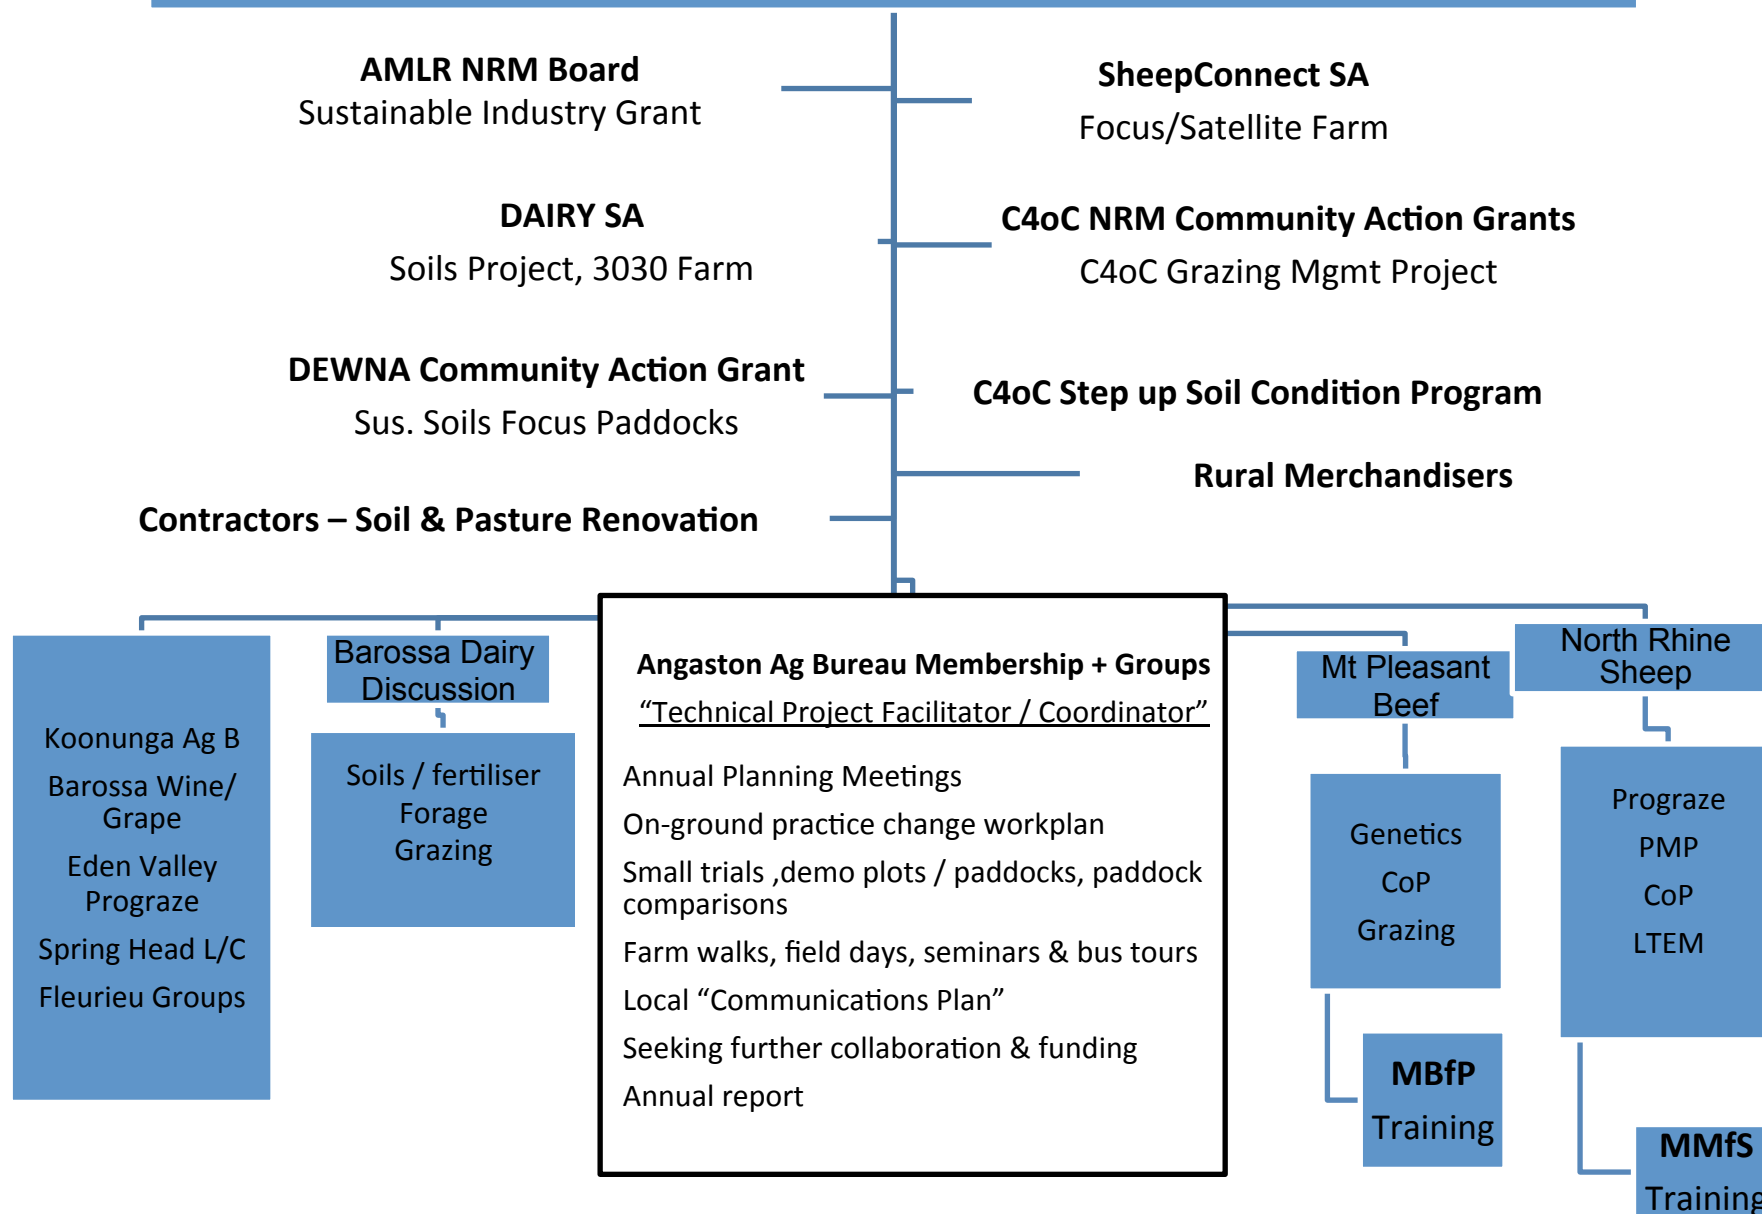 AMLR NRM Board
Sustainable Industry Grant
SheepConnect SA
Focus/Satellite Farm
DAIRY SA
Soils Project, 3030 Farm
C4oC NRM Community Action Grants
C4oC Grazing Mgmt Project
DEWNA Community Action Grant
Sus. Soils Focus Paddocks
C4oC Step up Soil Condition Program
Rural Merchandisers
Contractors – Soil & Pasture Renovation
Koonunga Ag B
Barossa Wine/
Grape
Eden Valley
Prograze
Spring Head L/C
Fleurieu Groups
Barossa Dairy
Discussion
Soils / fertiliser
Forage
Grazing
Angaston Ag Bureau Membership + Groups
“Technical Project Facilitator / Coordinator”
Annual Planning Meetings
On-ground practice change workplan
Small trials ,demo plots / paddocks, paddock
comparisons
Farm walks, field days, seminars & bus tours
Local “Communications Plan”
Seeking further collaboration & funding
Annual report
Mt Pleasant
Beef
Genetics
CoP
Grazing
MBfP
Training
North Rhine
Sheep
Prograze
PMP
CoP
LTEM
MMfS
Training